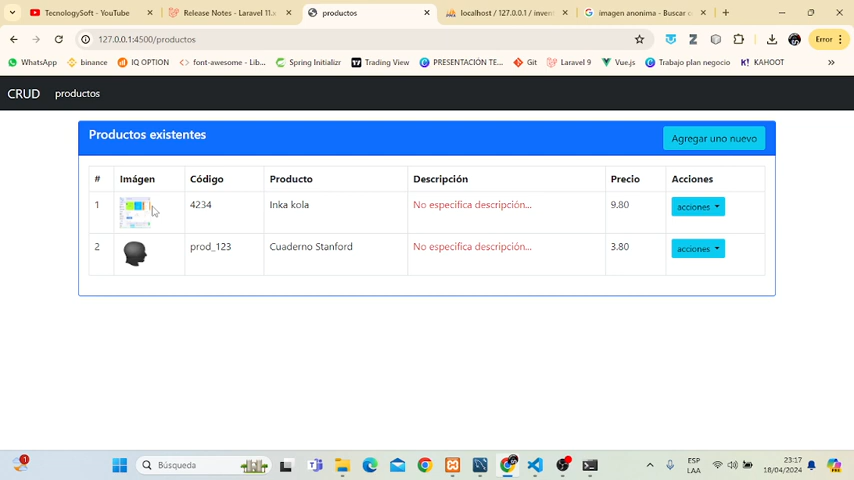 TecnologySoft - YouTube
Release Notes - Laravel 11.x
productos
localhost / 127.0.0.1 / inven
imagen anonima - Buscar
127.0.0.1:4500/productos
Error
WhatsApp binance IQ OPTION font-awesome - Lib... Spring Initializr Trading View PRESENTACIÓN TE... Git Laravel 9 Vue.js Trabajo plan negocio K! KAHOOT
CRUD productos
Productos existentes Agregar uno nuevo
# Imágen Código Producto Descripción Precio Acciones
1 4234 Inka kola No especifica descripción... 9.80 acciones
2 prod_123 Cuaderno Stanford No especifica descripción... 3.80 acciones
1 Búsqueda ESP 23:17
LAA 18/04/2024